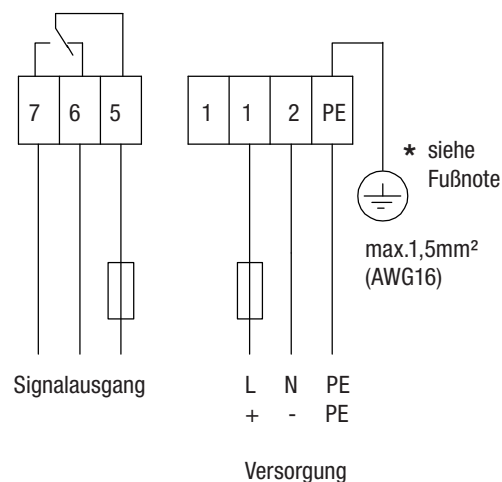 7 6 5
1 1 2 PE
* siehe
Fußnote
max.1,5mm²
(AWG16)
Signalausgang
L N PE
+ - PE
Versorgung